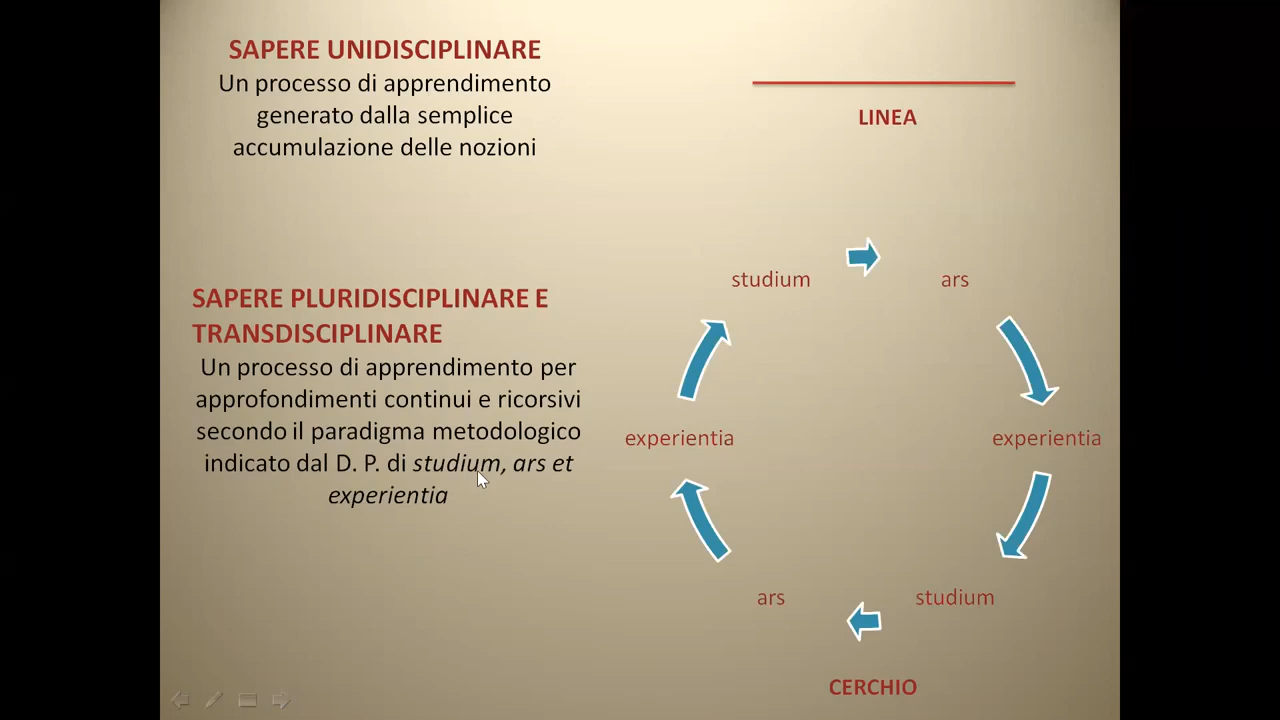 SAPERE UNIDISCIPLINARE
Un processo di apprendimento
generato dalla semplice
accumulazione delle nozioni
LINEA
SAPERE PLURIDISCIPLINARE E
TRANSDISCIPLINARE
Un processo di apprendimento per
approfondimenti continui e ricorsivi
secondo il paradigma metodologico
indicato dal D. P. di studium, ars et
experientia
studium
ars
experientia
experientia
ars
studium
CERCHIO